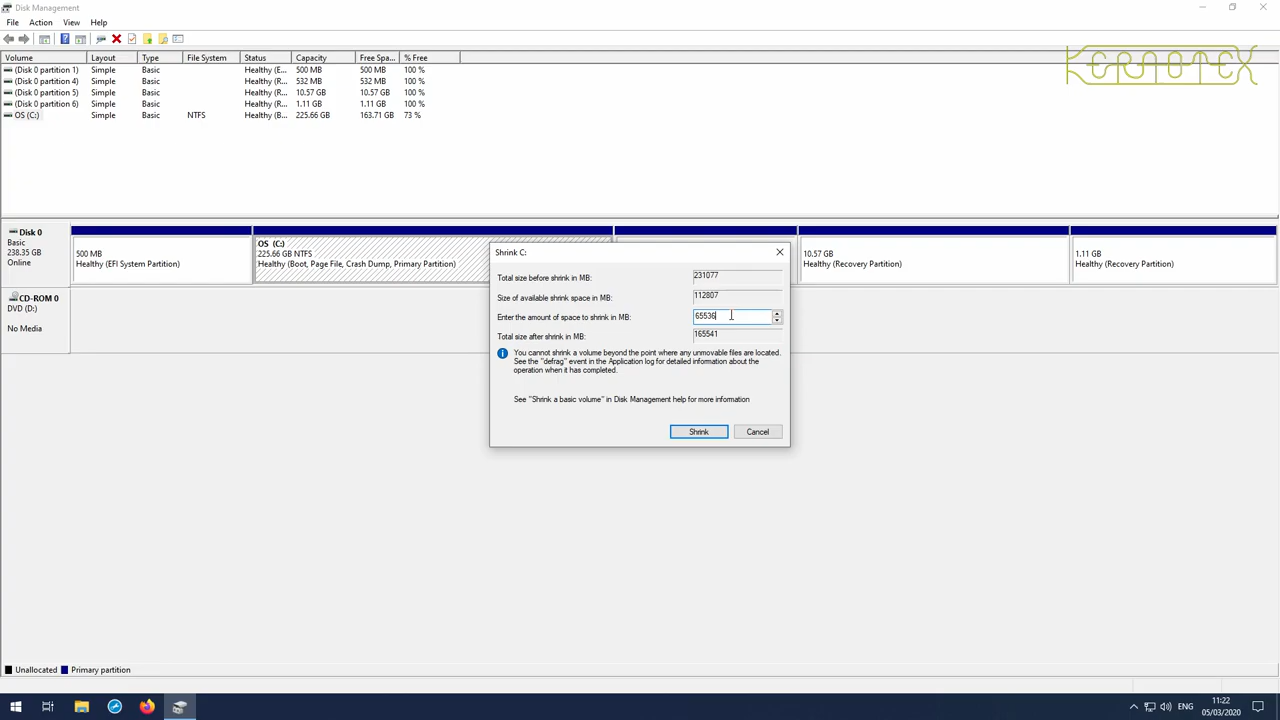 Disk Management
File Action View Help
KERNOTEX
Volume Layout Type File System Status Capacity Free Spa... % Free
(Disk 0 partition 1) Simple Basic Healthy (E... 500 MB 500 MB 100 %
(Disk 0 partition 4) Simple Basic Healthy (R... 532 MB 532 MB 100 %
(Disk 0 partition 5) Simple Basic Healthy (R... 10.57 GB 10.57 GB 100 %
(Disk 0 partition 6) Simple Basic Healthy (R... 1.11 GB 1.11 GB 100 %
OS (C:) Simple Basic NTFS Healthy (B... 225.66 GB 163.71 GB 73 %
Disk 0
Basic
238.35 GB
Online
500 MB
Healthy (EFI System Partition)
OS (C:)
225.66 GB NTFS
Healthy (Boot, Page File, Crash Dump, Primary Partition)
10.57 GB
Healthy (Recovery Partition)
1.11 GB
Healthy (Recovery Partition)
CD-ROM 0
DVD (D:)
No Media
Shrink C:
Total size before shrink in MB: 231077
Size of available shrink space in MB: 112807
Enter the amount of space to shrink in MB: 65536
Total size after shrink in MB: 165541
You cannot shrink a volume beyond the point where any unmovable files are located.
See the "defrag" event in the Application log for detailed information about the
operation when it has completed.
See "Shrink a basic volume" in Disk Management help for more information
Shrink Cancel
Unallocated Primary partition
ENG
11:22
05/03/2020